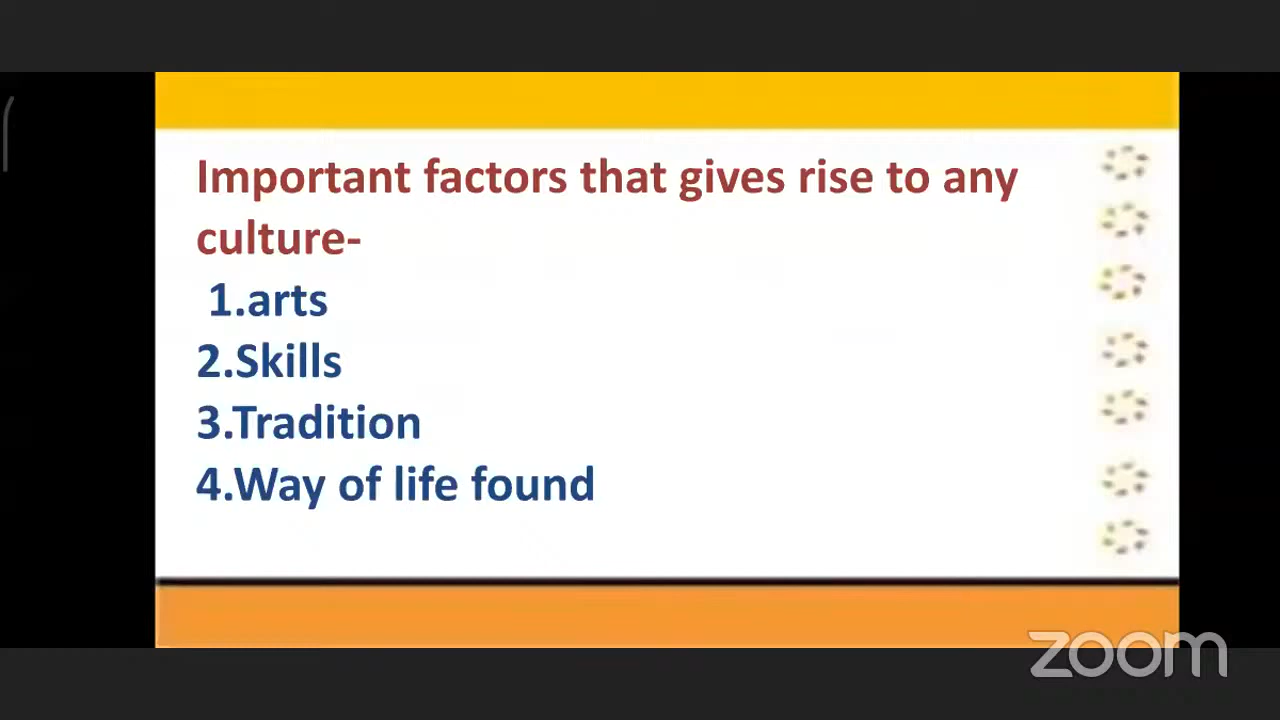 Important factors that gives rise to any
culture-
1.arts
2.Skills
3.Tradition
4.Way of life found
zoom